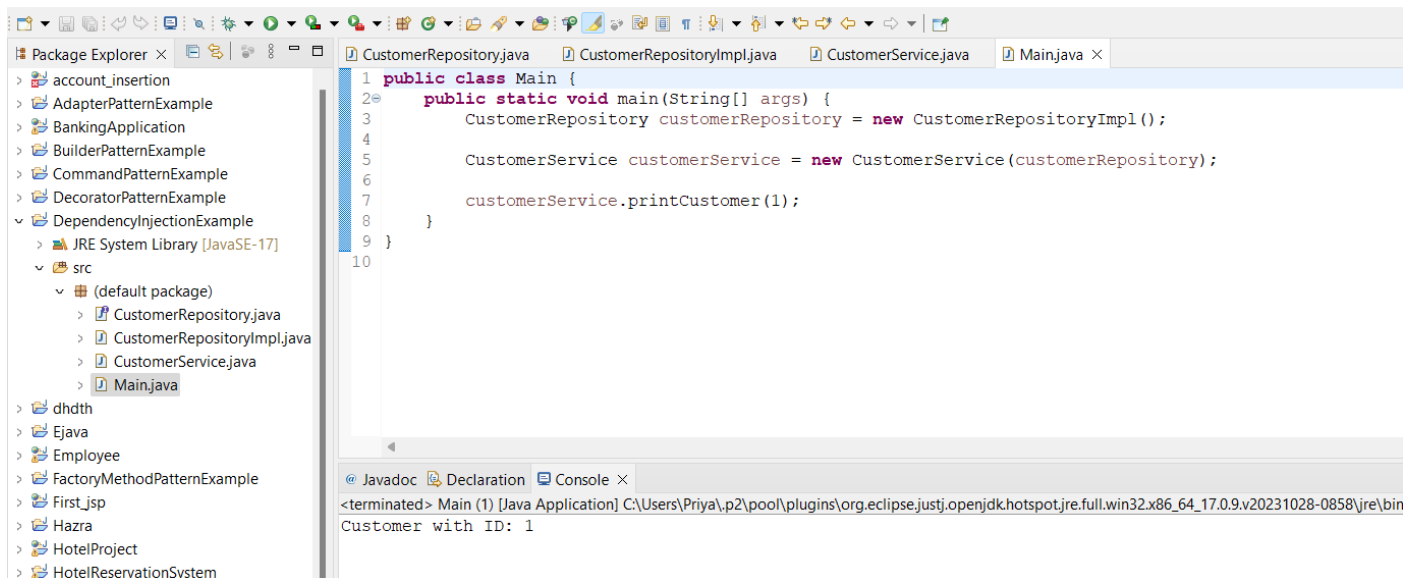 Package Explorer
account_insertion
AdapterPatternExample
BankingApplication
BuilderPatternExample
CommandPatternExample
DecoratorPatternExample
DependencyInjectionExample
JRE System Library [JavaSE-17]
src
(default package)
CustomerRepository.java
CustomerRepositoryImpl.java
CustomerService.java
Main.java
dhdth
Ejava
Employee
FactoryMethodPatternExample
First_jsp
Hazra
HotelProject
HotelReservationSystem
CustomerRepository.java CustomerRepositoryImpl.java CustomerService.java Main.java
1 public class Main {
2 public static void main(String[] args) {
3 CustomerRepository customerRepository = new CustomerRepositoryImpl();
4
5 CustomerService customerService = new CustomerService(customerRepository);
6
7 customerService.printCustomer(1);
8 }
9 }
10
@ Javadoc Declaration Console
<terminated> Main (1) [Java Application] C:\Users\Priya\.p2\pool\plugins\org.eclipse.justj.openjdk.hotspot.jre.full.win32.x86_64_17.0.9.v20231028-0858\jre\bin
Customer with ID: 1